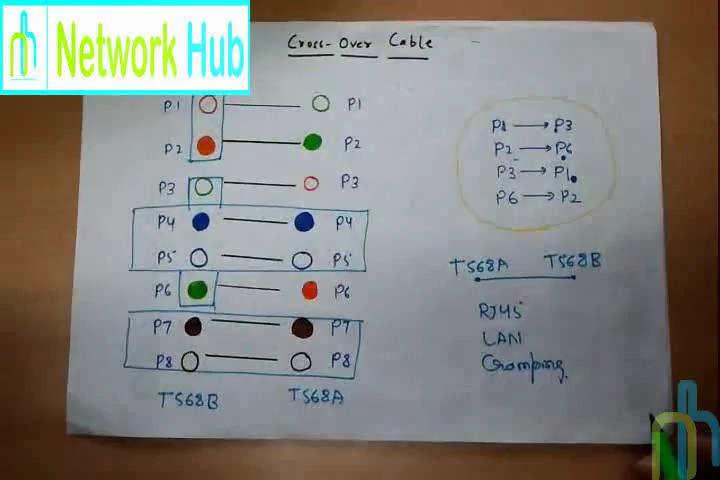 Network Hub
Cross-Over Cable
P1 P1
P2 P2
P3 P3
P4 P4
P5 P5
P6 P6
P7 P7
P8 P8
T568B T568A
P1 → P3
P2 → P6
P3 → P1
P6 → P2
T568A T568B
RJ45
LAN
Cramping